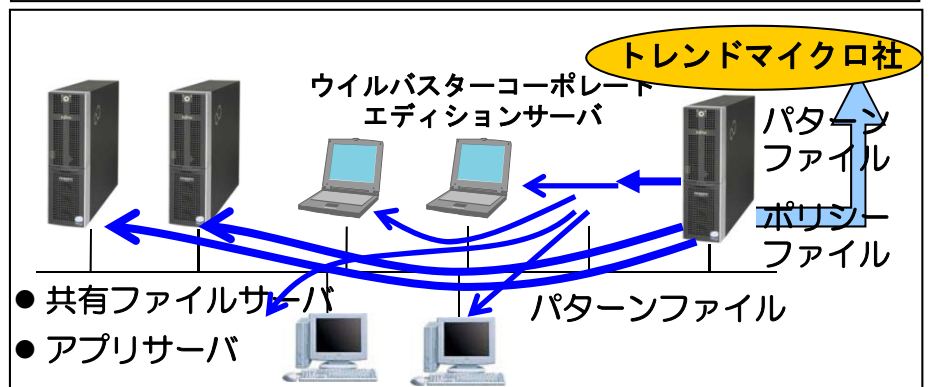 トレンドマイクロ社
ウイルバスターコーポレート
エディションサーバ
パターン
ファイル
ポリシー
ファイル
● 共有ファイルサーバ
● アプリサーバ
パターンファイル